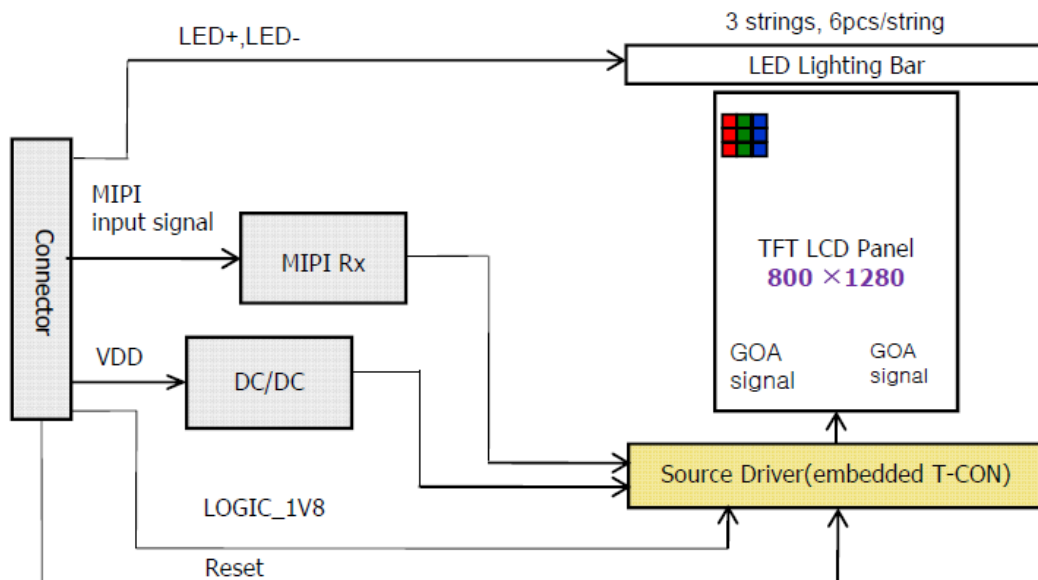 3 strings, 6pcs/string
LED+,LED-
LED Lighting Bar
Connector
MIPI
input signal
MIPI Rx
TFT LCD Panel
800 ×1280
VDD
DC/DC
GOA
signal
GOA
signal
Source Driver(embedded T-CON)
LOGIC_1V8
Reset